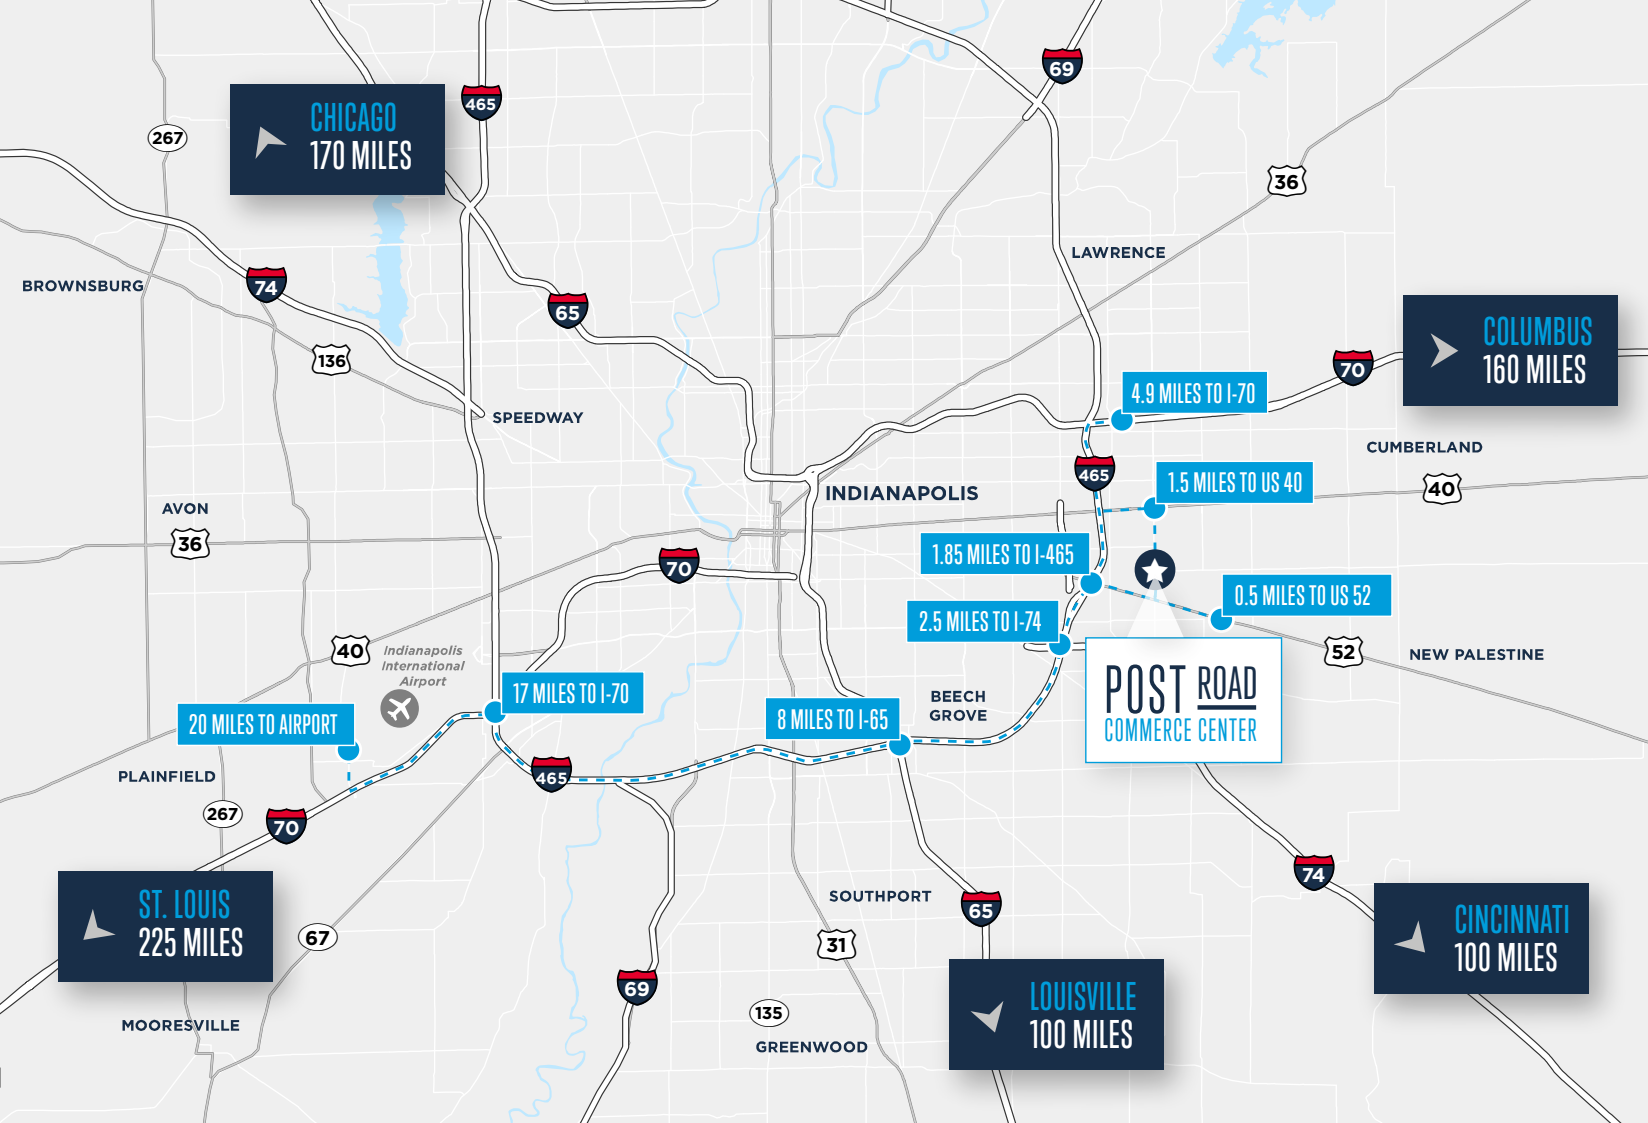 69
465
CHICAGO
170 MILES
267
36
LAWRENCE
BROWNSBURG
74
65
COLUMBUS
160 MILES
136
70
4.9 MILES TO I-70
SPEEDWAY
CUMBERLAND
465
1.5 MILES TO US 40
40
INDIANAPOLIS
AVON
36
1.85 MILES TO I-465
70
0.5 MILES TO US 52
2.5 MILES TO I-74
40
Indianapolis
International
Airport
52
NEW PALESTINE
17 MILES TO I-70
BEECH
GROVE
POST ROAD
COMMERCE CENTER
20 MILES TO AIRPORT
8 MILES TO I-65
PLAINFIELD
465
267
70
74
ST. LOUIS
225 MILES
SOUTHPORT
65
CINCINNATI
100 MILES
67
31
69
LOUISVILLE
100 MILES
135
MOORESVILLE
GREENWOOD